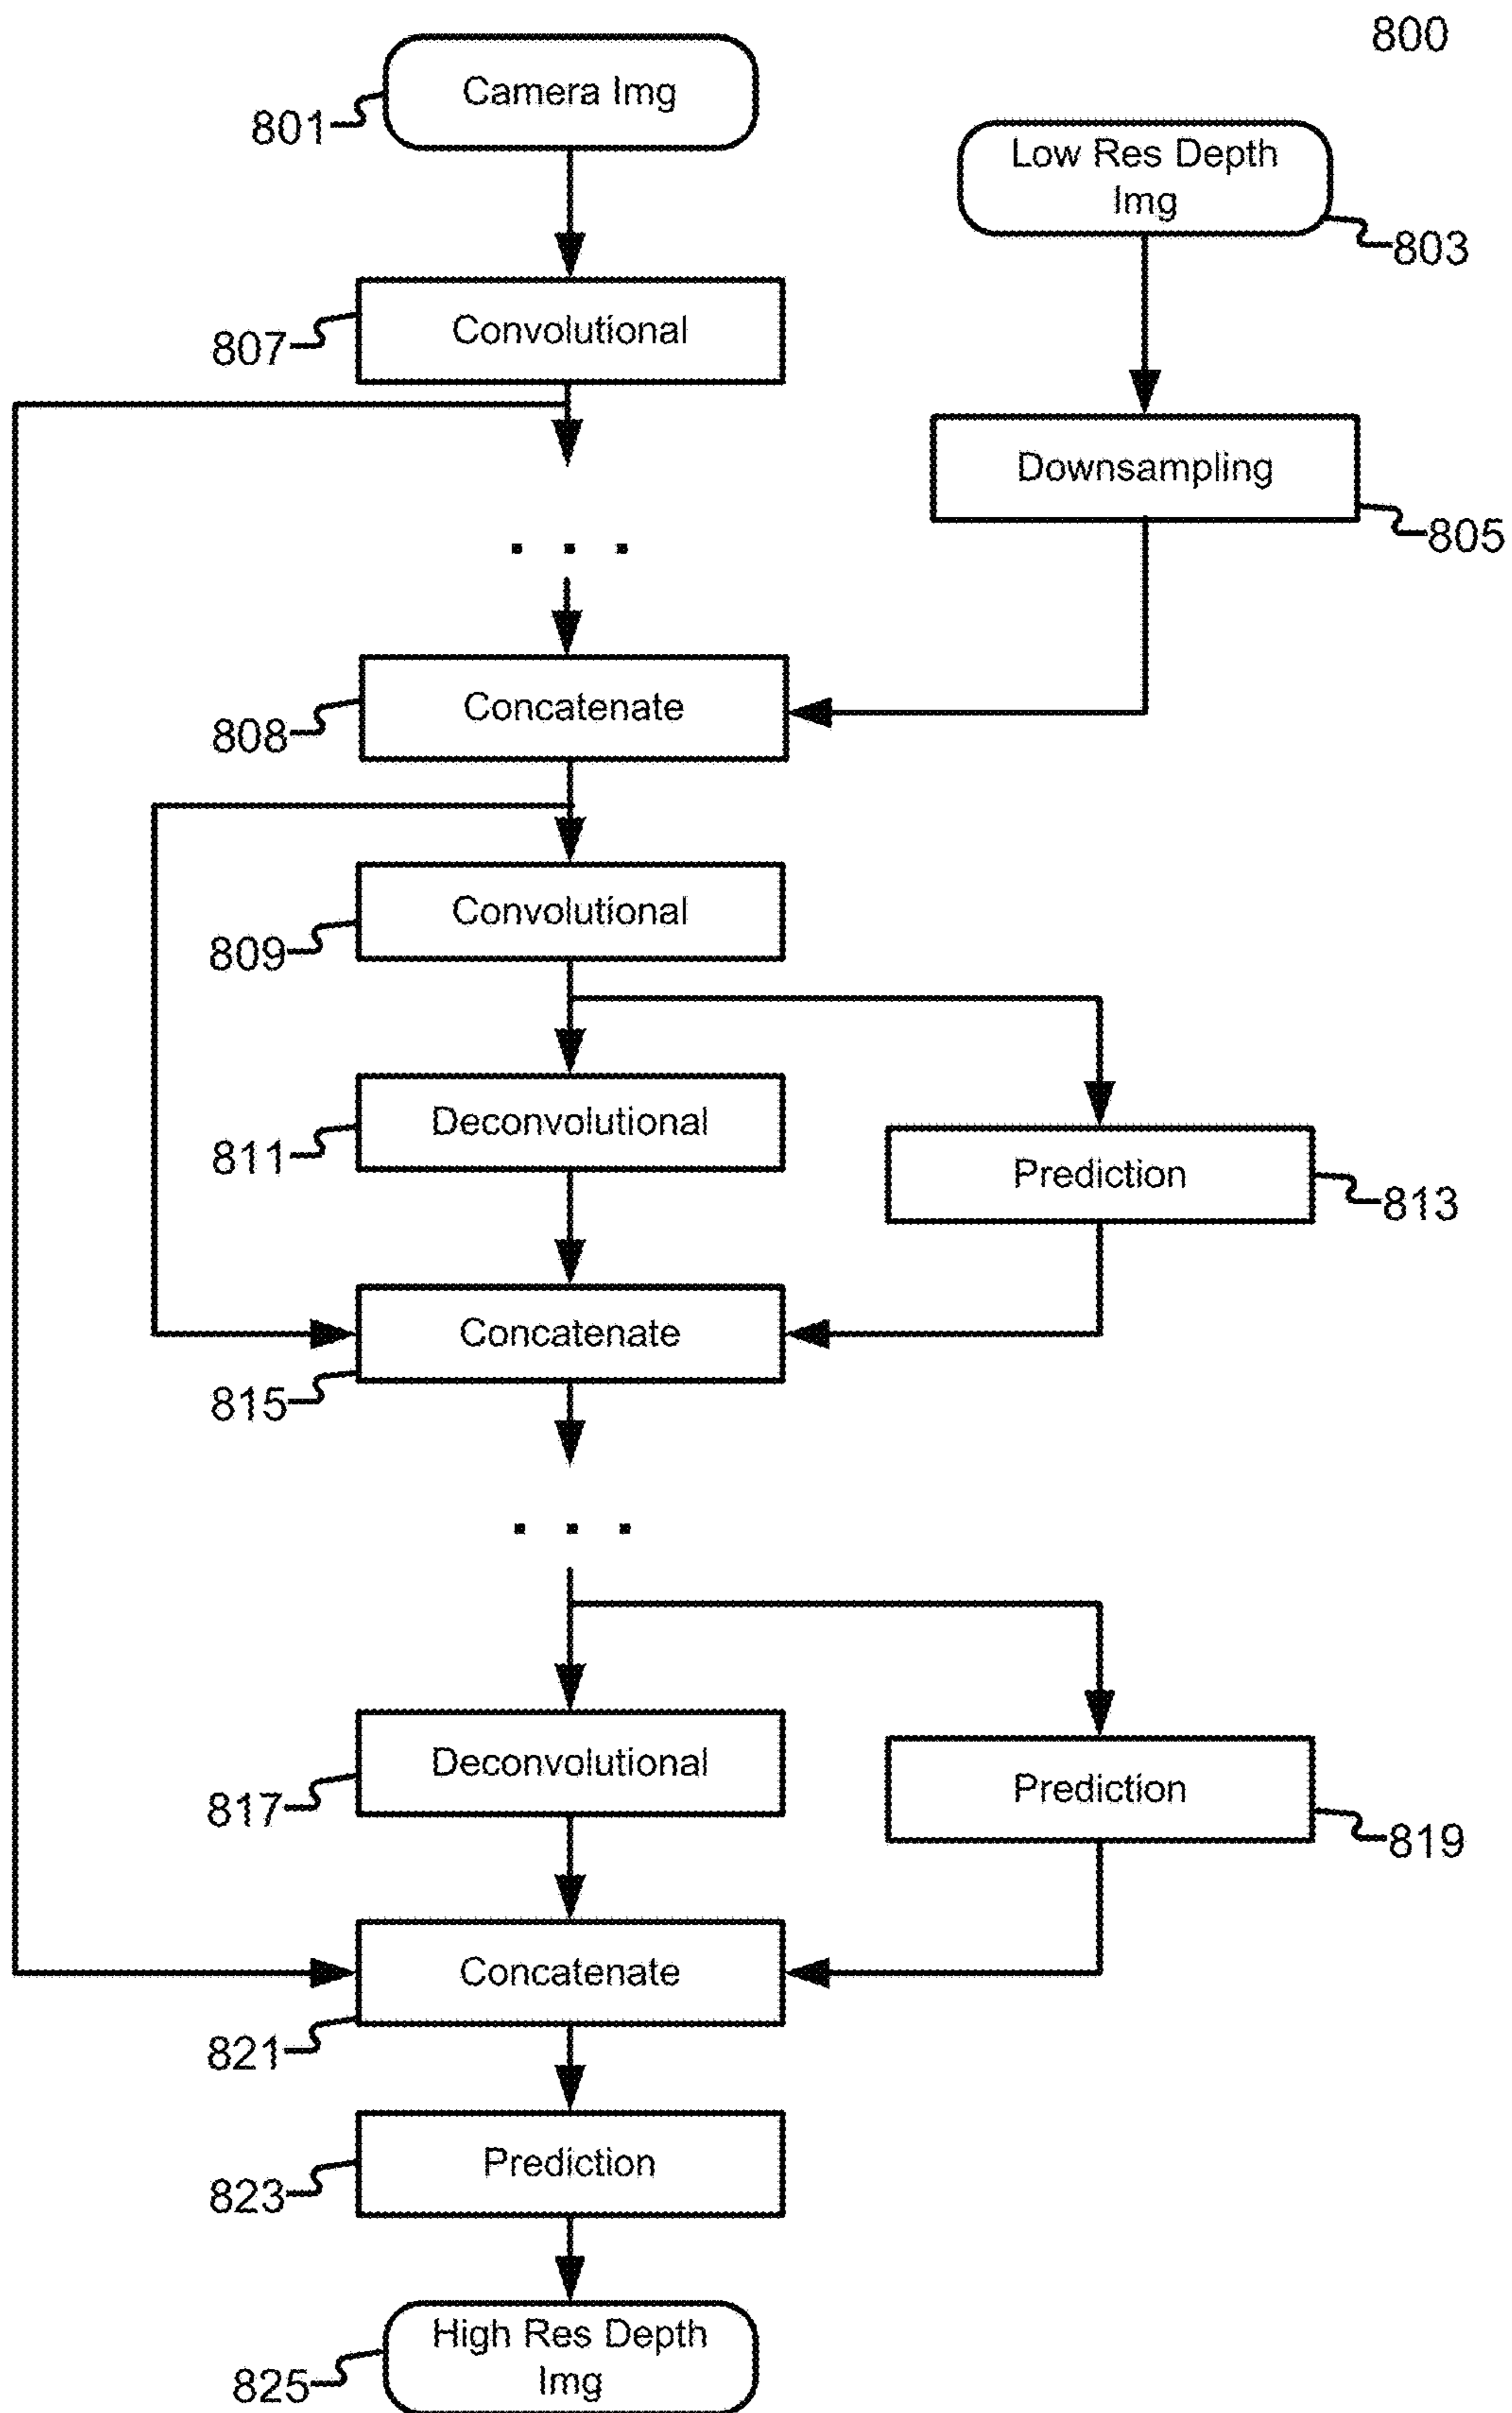 800
Camera Img
801
Low Res Depth
Img
803
Convolutional
807
Downsampling
805
. . .
Concatenate
808
Convolutional
809
Deconvolutional
811
Prediction
813
Concatenate
815
. . .
Deconvolutional
817
Prediction
819
Concatenate
821
Prediction
823
High Res Depth
Img
825